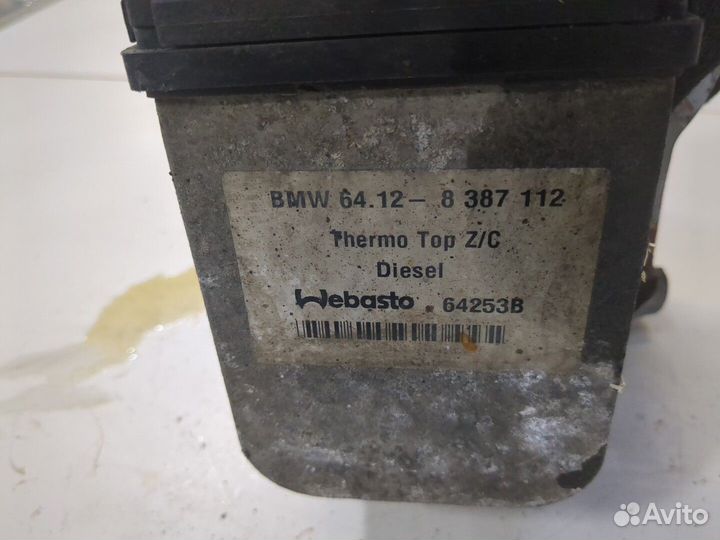 BMW 64.12- 8 387 112
Thermo Top Z/C
Diesel
Webasto 64253B
Avito